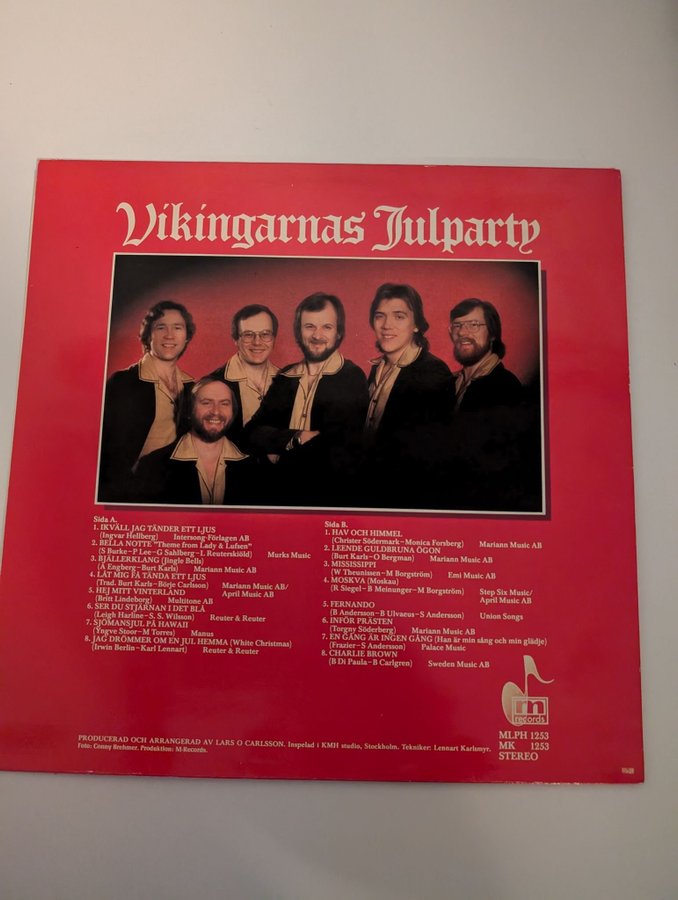 Vikingarnas Julparty
Sida A.
1. IKVÄLL JAG TÄNDER ETT LJUS
(Ingvar Hellberg) Intersong-Förlagen AB
2. BELLA NOTTE "Theme from Lady & Lufsen"
(S Burke–P Lee–G Sahlberg–L Reuterskiöld) Murks Music
3. BJÄLLERKLANG (Jingle Bells)
(Å Engberg–Burt Karls) Mariann Music AB
4. LÅT MIG FÅ TÄNDA ETT LJUS
8. (Trad. Burt Karls–Börje Carlsson) Mariann Music AB/
April Music AB
5. HEJ MITT VINTERLAND
(Britt Lindeborg) Multitone AB
6. SER DU STJÄRNAN I DET BLÅ
(Leigh Harline–S. S. Wilsson) Reuter & Reuter
7. SJÖMANSJUL PÅ HAWAII
(Yngve Stoor–M Torres) Manus
8. JAG DRÖMMER OM EN JUL HEMMA (White Christmas)
(Irwin Berlin–Karl Lennart) Reuter & Reuter
Sida B.
1. HAV OCH HIMMEL
(Christer Södermark–Monica Forsberg) Mariann Music AB
2. LEENDE GULDBRUNA ÖGON
(Burt Karls–O Bergman) Mariann Music AB
3. MISSISSIPPI
(W Theunissen–M Borgström) Emi Music AB
4. MOSKVA (Moskau)
(R Siegel–B Meinunger–M Borgström) Step Six Music/
April Music AB
5. FERNANDO
(B Andersson–B Ulvaeus–S Andersson) Union Songs
6. INFÖR PRÄSTEN
(Torgny Söderberg) Mariann Music AB
7. EN GÅNG ÄR INGEN GÅNG (Han är min sång och min glädje)
(Frazier–S Andersson) Palace Music
8. CHARLIE BROWN
(B Di Paula–B Carlgren) Sweden Music AB
m
records
MLPH 1253
MK 1253
STEREO
PRODUCERAD OCH ARRANGERAD AV LARS O CARLSSON. Inspelad i KMH studio, Stockholm. Tekniker: Lennart Karlsmyr.
Foto: Conny Brehmer. Produktion: M-Records.